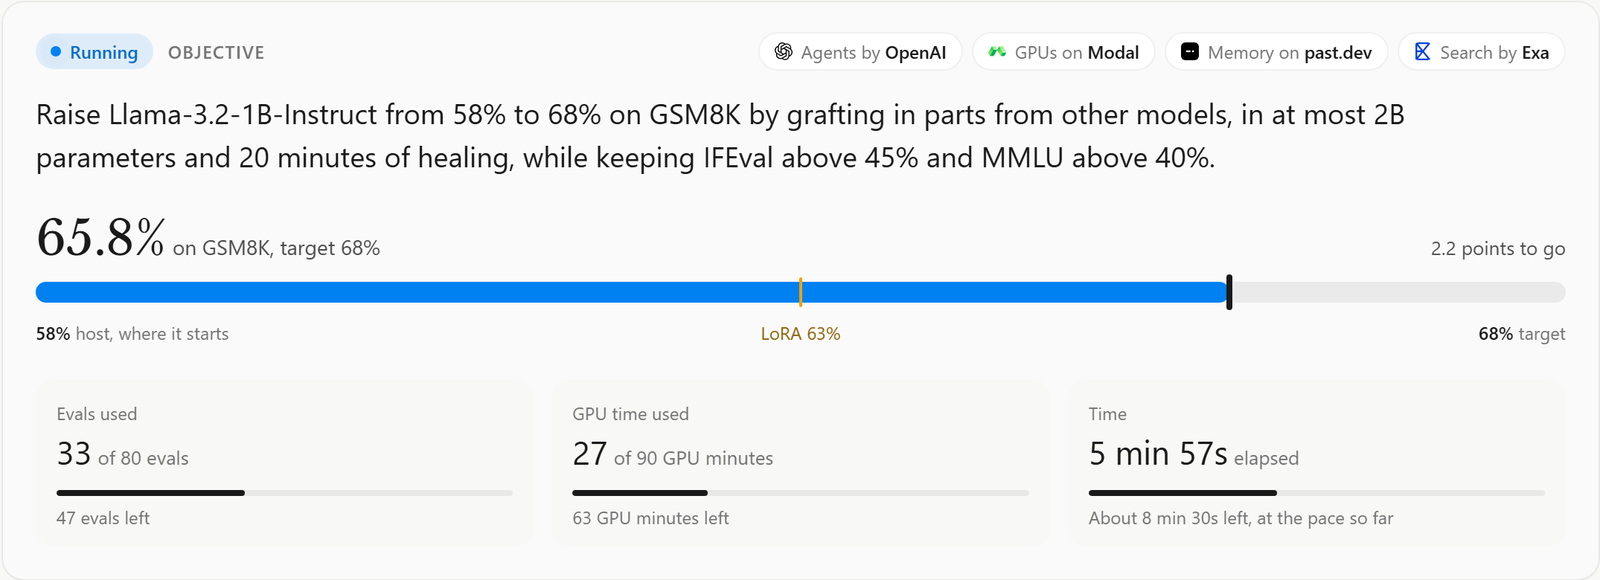 Running OBJECTIVE Agents by OpenAI GPUs on Modal Memory on past.dev Search by Exa
Raise Llama-3.2-1B-Instruct from 58% to 68% on GSM8K by grafting in parts from other models, in at most 2B
parameters and 20 minutes of healing, while keeping IFEval above 45% and MMLU above 40%.
65.8% on GSM8K, target 68% 2.2 points to go
58% host, where it starts LoRA 63% 68% target
Evals used
33 of 80 evals
47 evals left
GPU time used
27 of 90 GPU minutes
63 GPU minutes left
Time
5 min 57s elapsed
About 8 min 30s left, at the pace so far